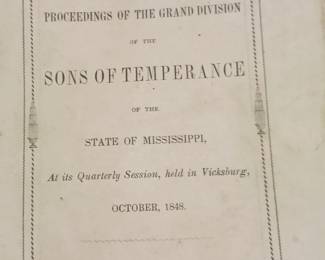 PROCEEDINGS OF THE GRAND DIVISION
OF THE
SONS OF TEMPERANCE
OF THE
STATE OF MISSISSIPPI,
At its Quarterly Session, held in Vicksburg,
OCTOBER, 1848.